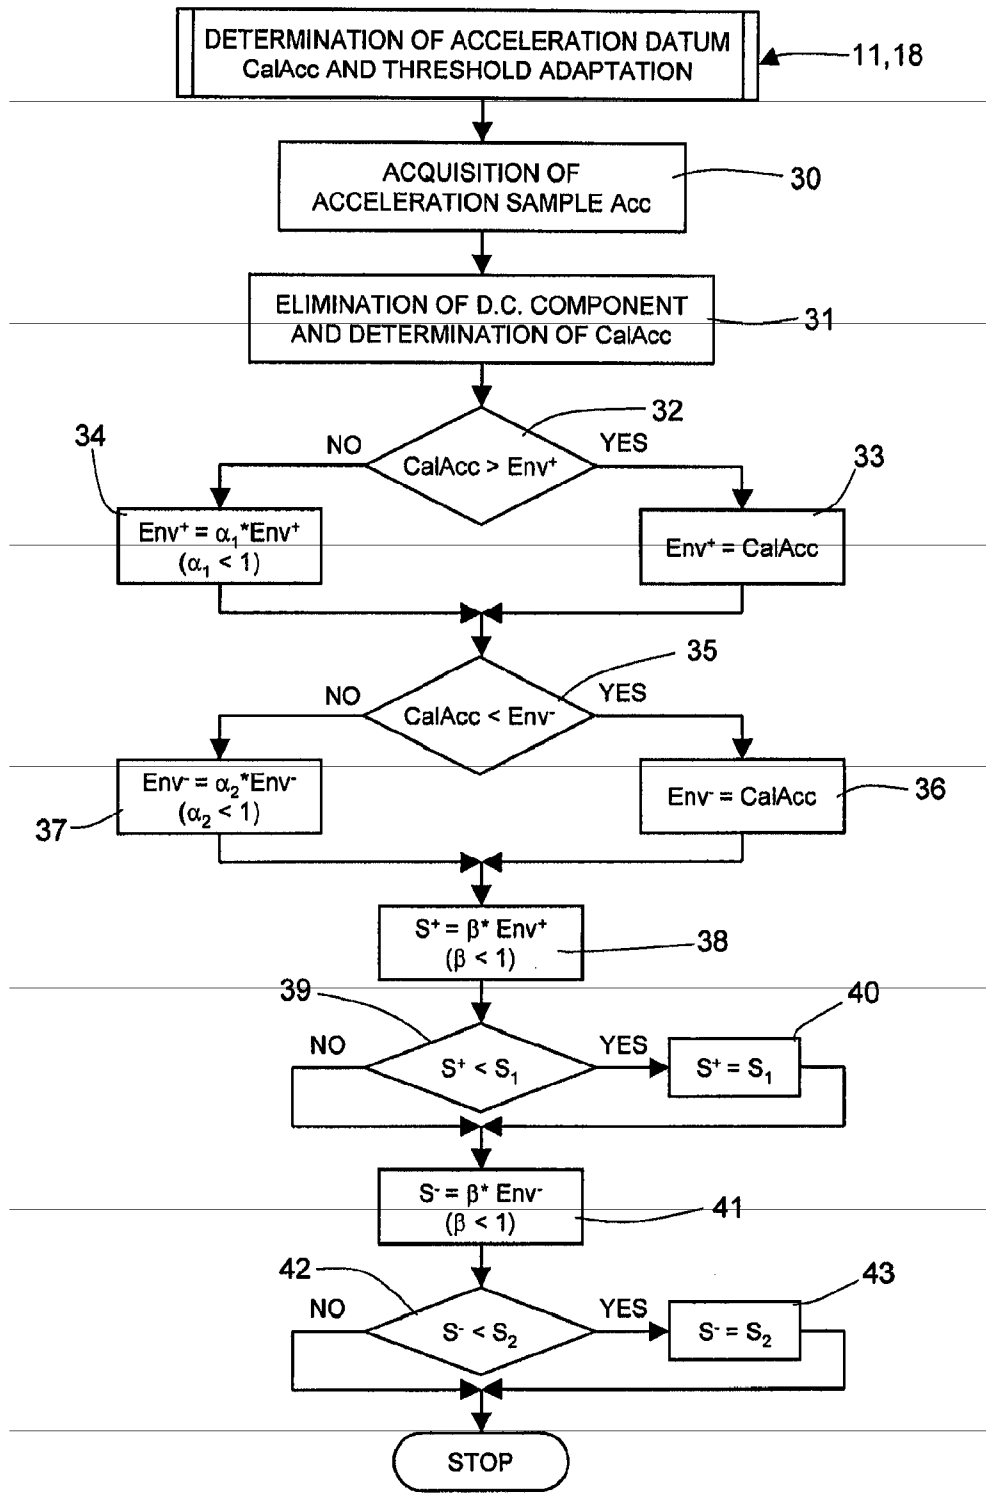 DETERMINATION OF ACCELERATION DATUM
CalAcc AND THRESHOLD ADAPTATION
11,18
ACQUISITION OF
ACCELERATION SAMPLE Acc
30
ELIMINATION OF D.C. COMPONENT
AND DETERMINATION OF CalAcc
31
32
34
NO
YES
CalAcc > Env⁺
33
Env⁺ = α₁*Env⁺
(α₁ < 1)
Env⁺ = CalAcc
35
NO
YES
CalAcc < Env⁻
Env⁻ = α₂*Env⁻
(α₂ < 1)
37
Env⁻ = CalAcc
36
S⁺ = β* Env⁺
(β < 1)
38
39
40
NO
YES
S⁺ < S₁
S⁺ = S₁
S⁻ = β* Env⁻
(β < 1)
41
42
43
NO
YES
S⁻ < S₂
S⁻ = S₂
STOP